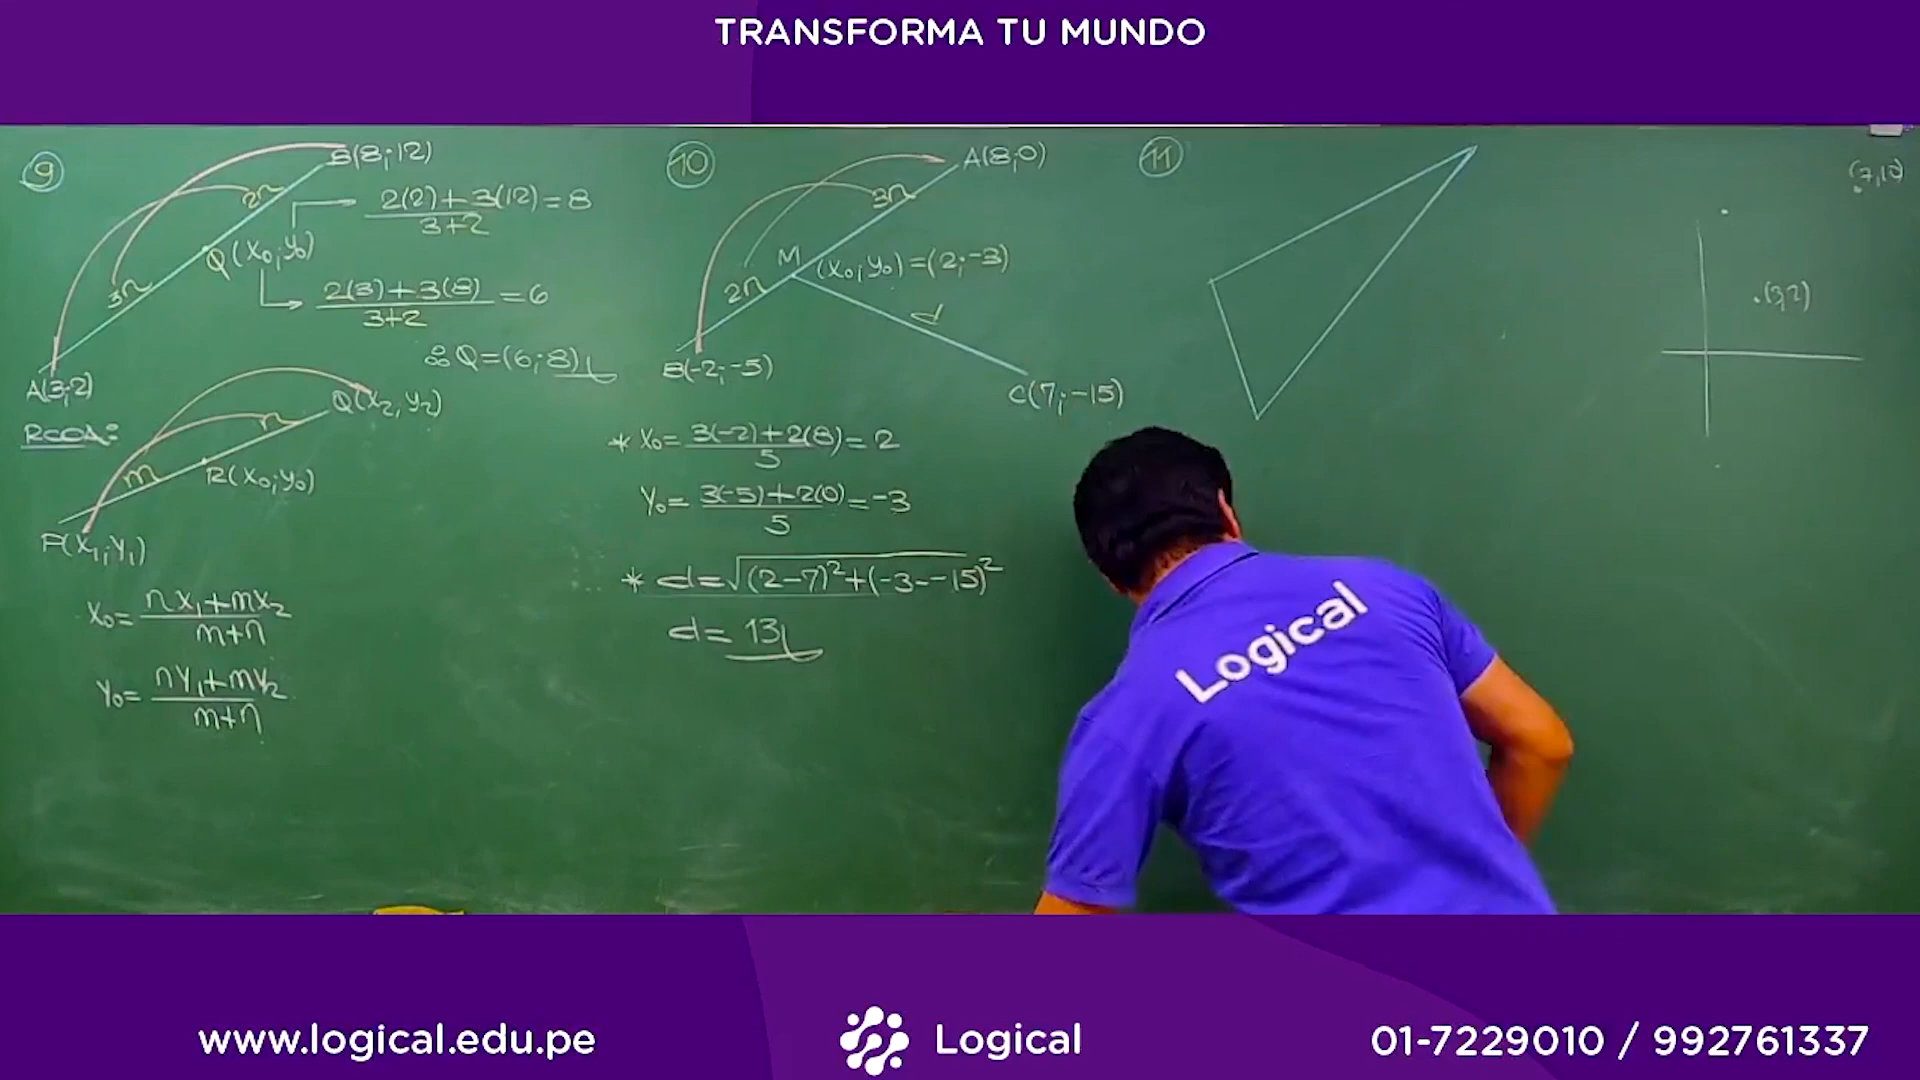 TRANSFORMA TU MUNDO
9
B(8;12)
2n
2(2)+3(12)=8
3+2
Q(x₀;y₀)
3n
2(3)+3(8)=6
3+2
∴ Q=(6;8)
A(3;2)
RCDA:
Q(x₂,y₂)
n
m
R(x₀;y₀)
P(x₁;y₁)
x₀=nx₁+mx₂
m+n
y₀=ny₁+my₂
m+n
10
A(8;0)
3n
M (x₀;y₀)=(2;-3)
2n
d
B(-2;-5)
C(7;-15)
* x₀=3(-2)+2(8)=2
5
y₀=3(-5)+2(0)=-3
5
* d=√(2-7)²+(-3--15)²
d=13
11
(7,12)
(3,2)
Logical
www.logical.edu.pe
Logical
01-7229010 / 992761337